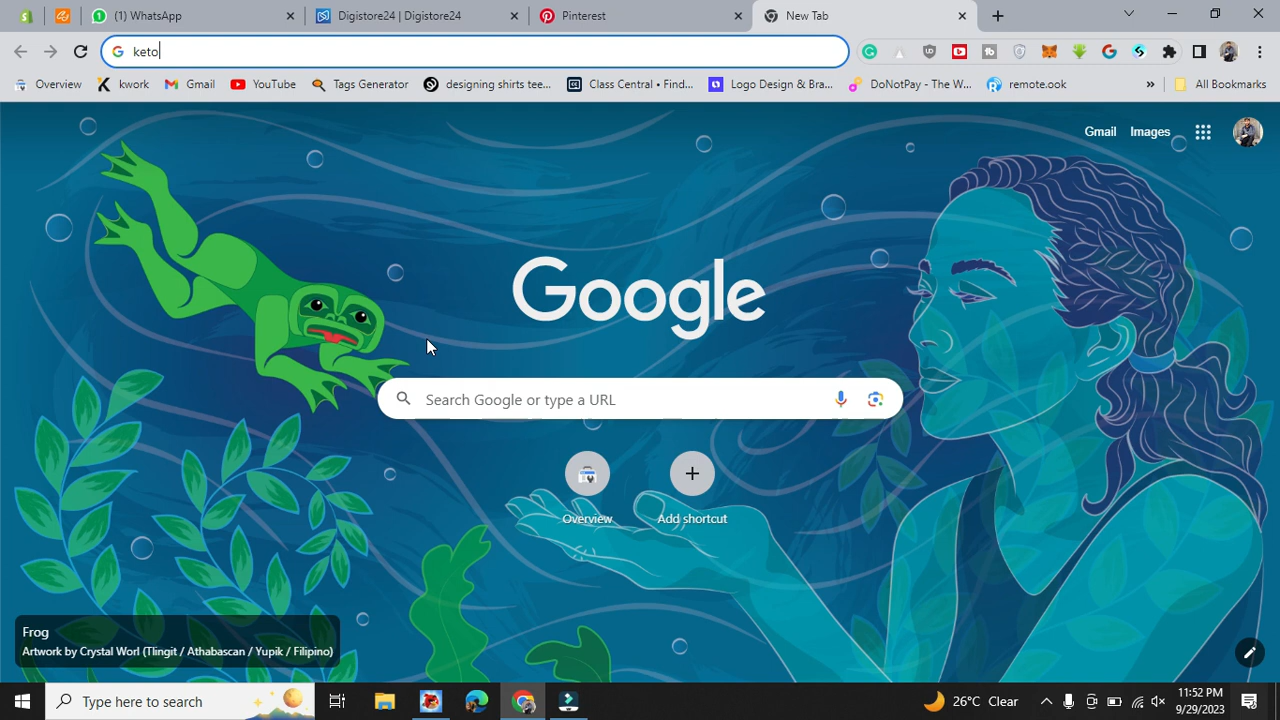 (1) WhatsApp
Digistore24 | Digistore24
Pinterest
New Tab
keto
Overview
kwork
Gmail
YouTube
Tags Generator
designing shirts tee...
Class Central • Find...
Logo Design & Bra...
DoNotPay - The W...
remote.ook
»
All Bookmarks
Gmail
Images
Google
Search Google or type a URL
Overview
Add shortcut
Frog
Artwork by Crystal Worl (Tlingit / Athabascan / Yupik / Filipino)
Type here to search
26°C Clear
11:52 PM
9/29/2023